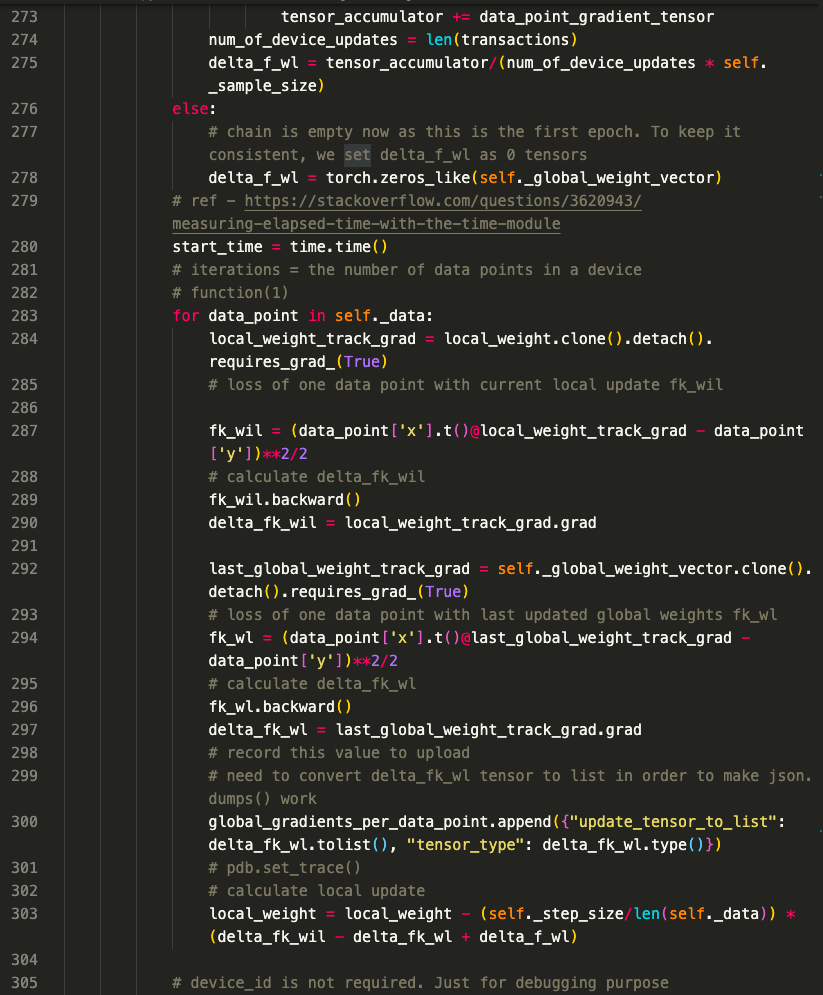 273 tensor_accumulator += data_point_gradient_tensor
274 num_of_device_updates = len(transactions)
275 delta_f_wl = tensor_accumulator/(num_of_device_updates * self.
_sample_size)
276 else:
277 # chain is empty now as this is the first epoch. To keep it
consistent, we set delta_f_wl as 0 tensors
278 delta_f_wl = torch.zeros_like(self._global_weight_vector)
279 # ref - https://stackoverflow.com/questions/3620943/
measuring-elapsed-time-with-the-time-module
280 start_time = time.time()
281 # iterations = the number of data points in a device
282 # function(1)
283 for data_point in self._data:
284 local_weight_track_grad = local_weight.clone().detach().
requires_grad_(True)
285 # loss of one data point with current local update fk_wil
286
287 fk_wil = (data_point['x'].t()@local_weight_track_grad - data_point
['y'])**2/2
288 # calculate delta_fk_wil
289 fk_wil.backward()
290 delta_fk_wil = local_weight_track_grad.grad
291
292 last_global_weight_track_grad = self._global_weight_vector.clone().
detach().requires_grad_(True)
293 # loss of one data point with last updated global weights fk_wl
294 fk_wl = (data_point['x'].t()@last_global_weight_track_grad -
data_point['y'])**2/2
295 # calculate delta_fk_wl
296 fk_wl.backward()
297 delta_fk_wl = last_global_weight_track_grad.grad
298 # record this value to upload
299 # need to convert delta_fk_wl tensor to list in order to make json.
dumps() work
300 global_gradients_per_data_point.append({"update_tensor_to_list":
delta_fk_wl.tolist(), "tensor_type": delta_fk_wl.type()})
301 # pdb.set_trace()
302 # calculate local update
303 local_weight = local_weight - (self._step_size/len(self._data)) *
(delta_fk_wil - delta_fk_wl + delta_f_wl)
304
305 # device_id is not required. Just for debugging purpose